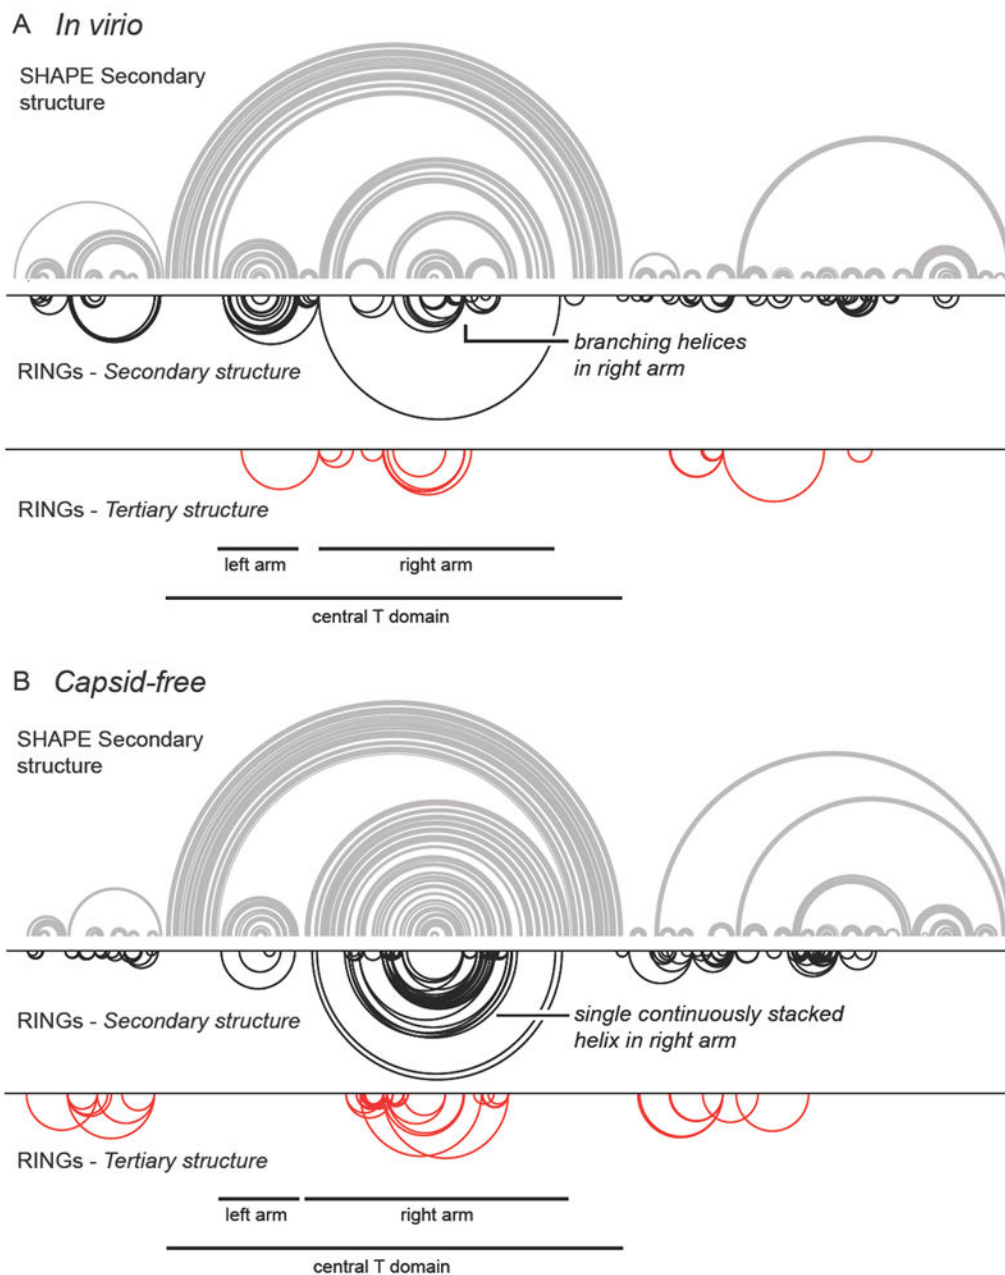 A In virio
SHAPE Secondary
structure
branching helices
in right arm
RINGs - Secondary structure
RINGs - Tertiary structure
left arm
right arm
central T domain
B Capsid-free
SHAPE Secondary
structure
RINGs - Secondary structure
single continuously stacked
helix in right arm
RINGs - Tertiary structure
left arm
right arm
central T domain